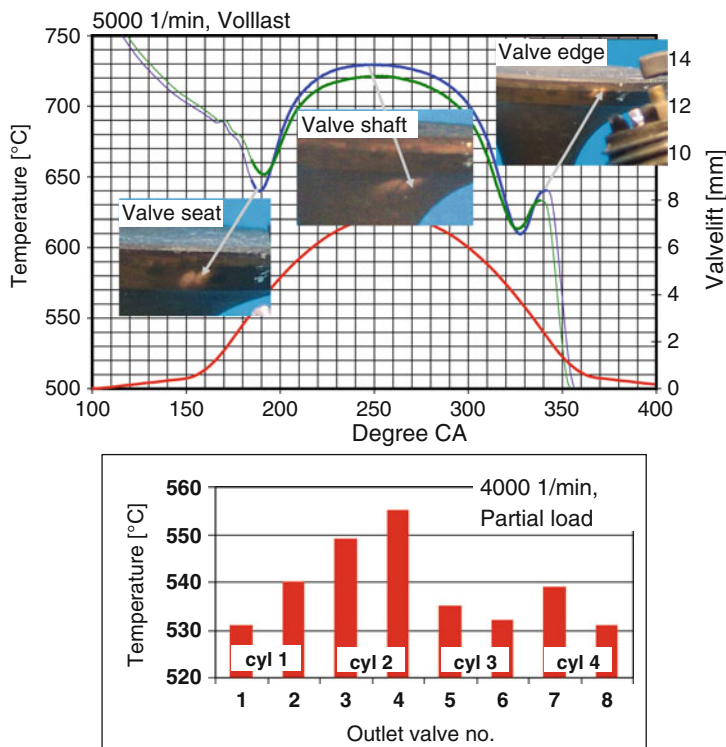 5000 1/min, Volllast
750
700
650
600
550
500
Temperature [°C]
14
12
10
8
6
4
2
0
Valvelift [mm]
Valve edge
Valve shaft
Valve seat
100 150 200 250 300 350 400
Degree CA
4000 1/min,
Partial load
560
550
540
530
520
Temperature [°C]
cyl 1 cyl 2 cyl 3 cyl 4
1 2 3 4 5 6 7 8
Outlet valve no.